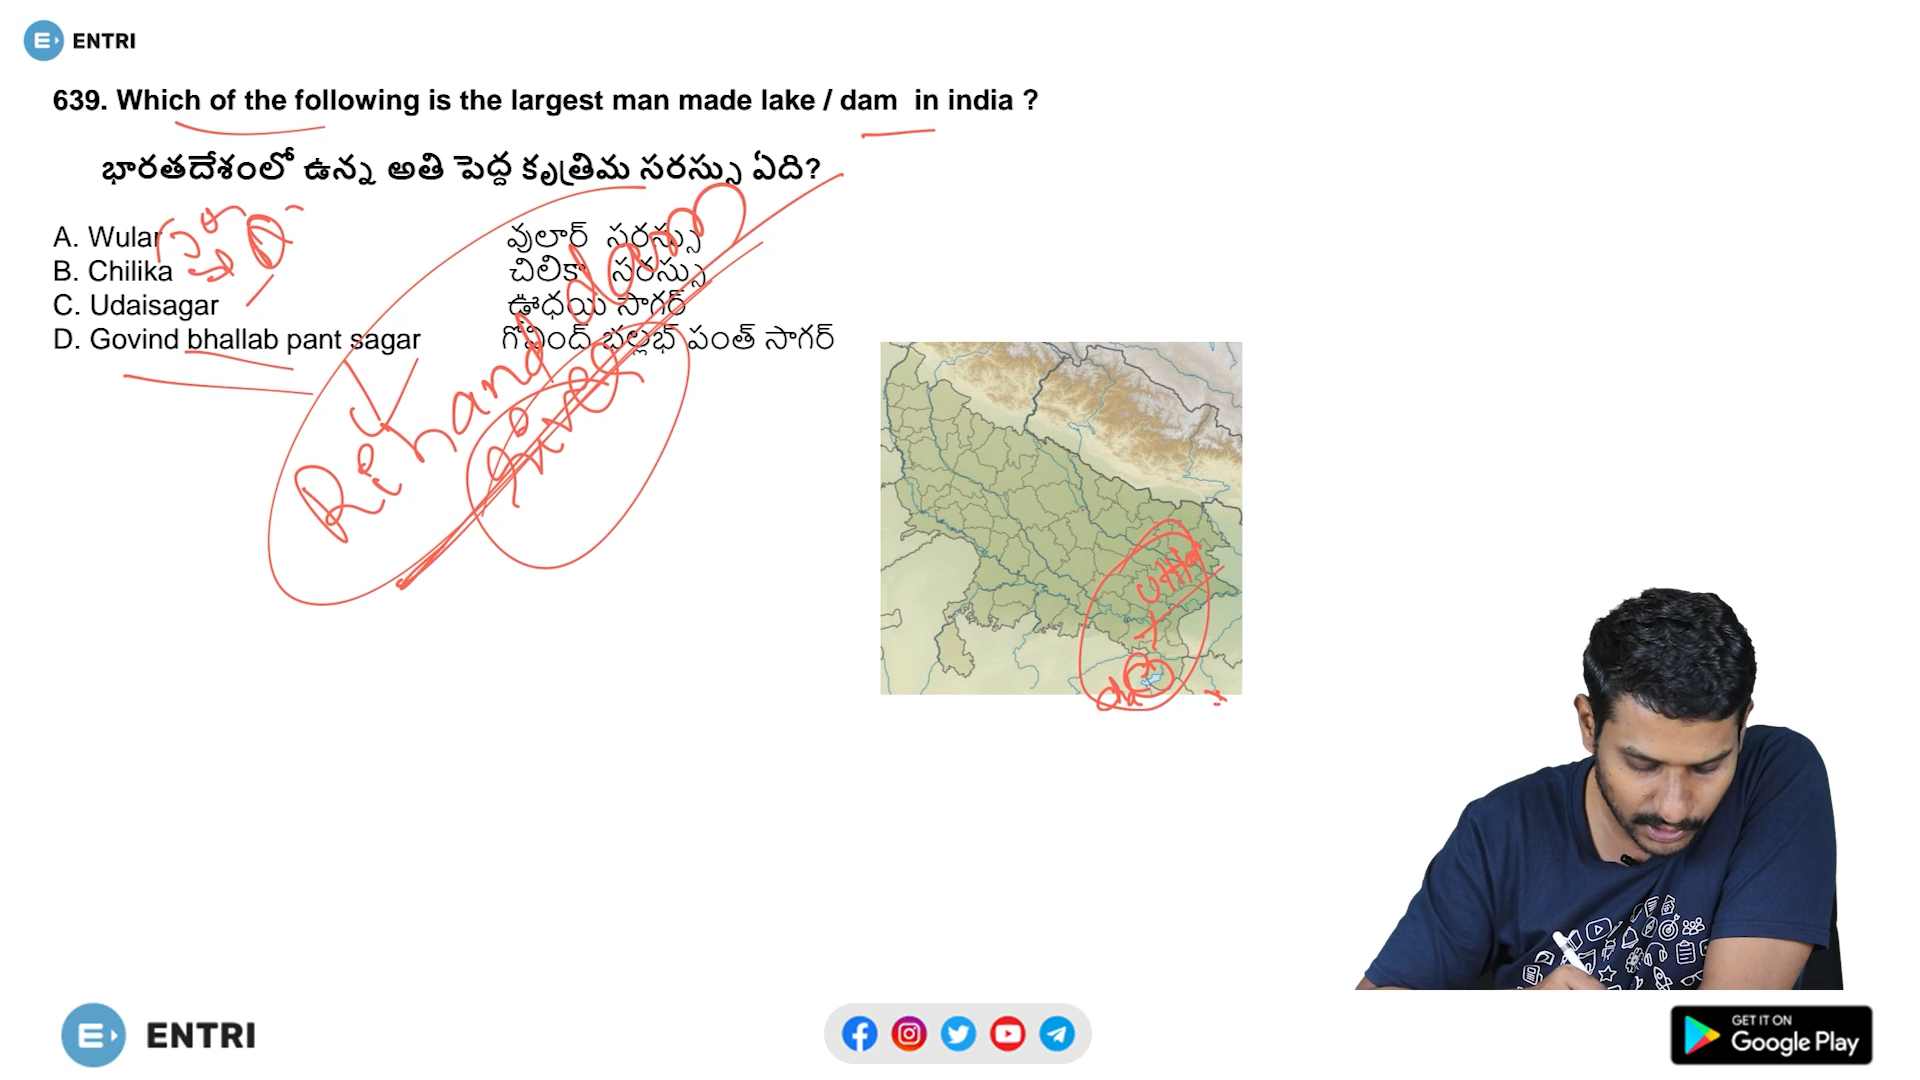 ENTRI
639. Which of the following is the largest man made lake / dam in india ?
భారతదేశంలో ఉన్న అతి పెద్ద కృత్రిమ సరస్సు ఏది?
A. Wular వులార్ సరస్సు
B. Chilika చిలికా సరస్సు
C. Udaisagar ఊధయి సాగర్
D. Govind bhallab pant sagar గోవింద్ భల్లభ్ పంత్ సాగర్
Rihand dam
River
ENTRI
GET IT ON
Google Play